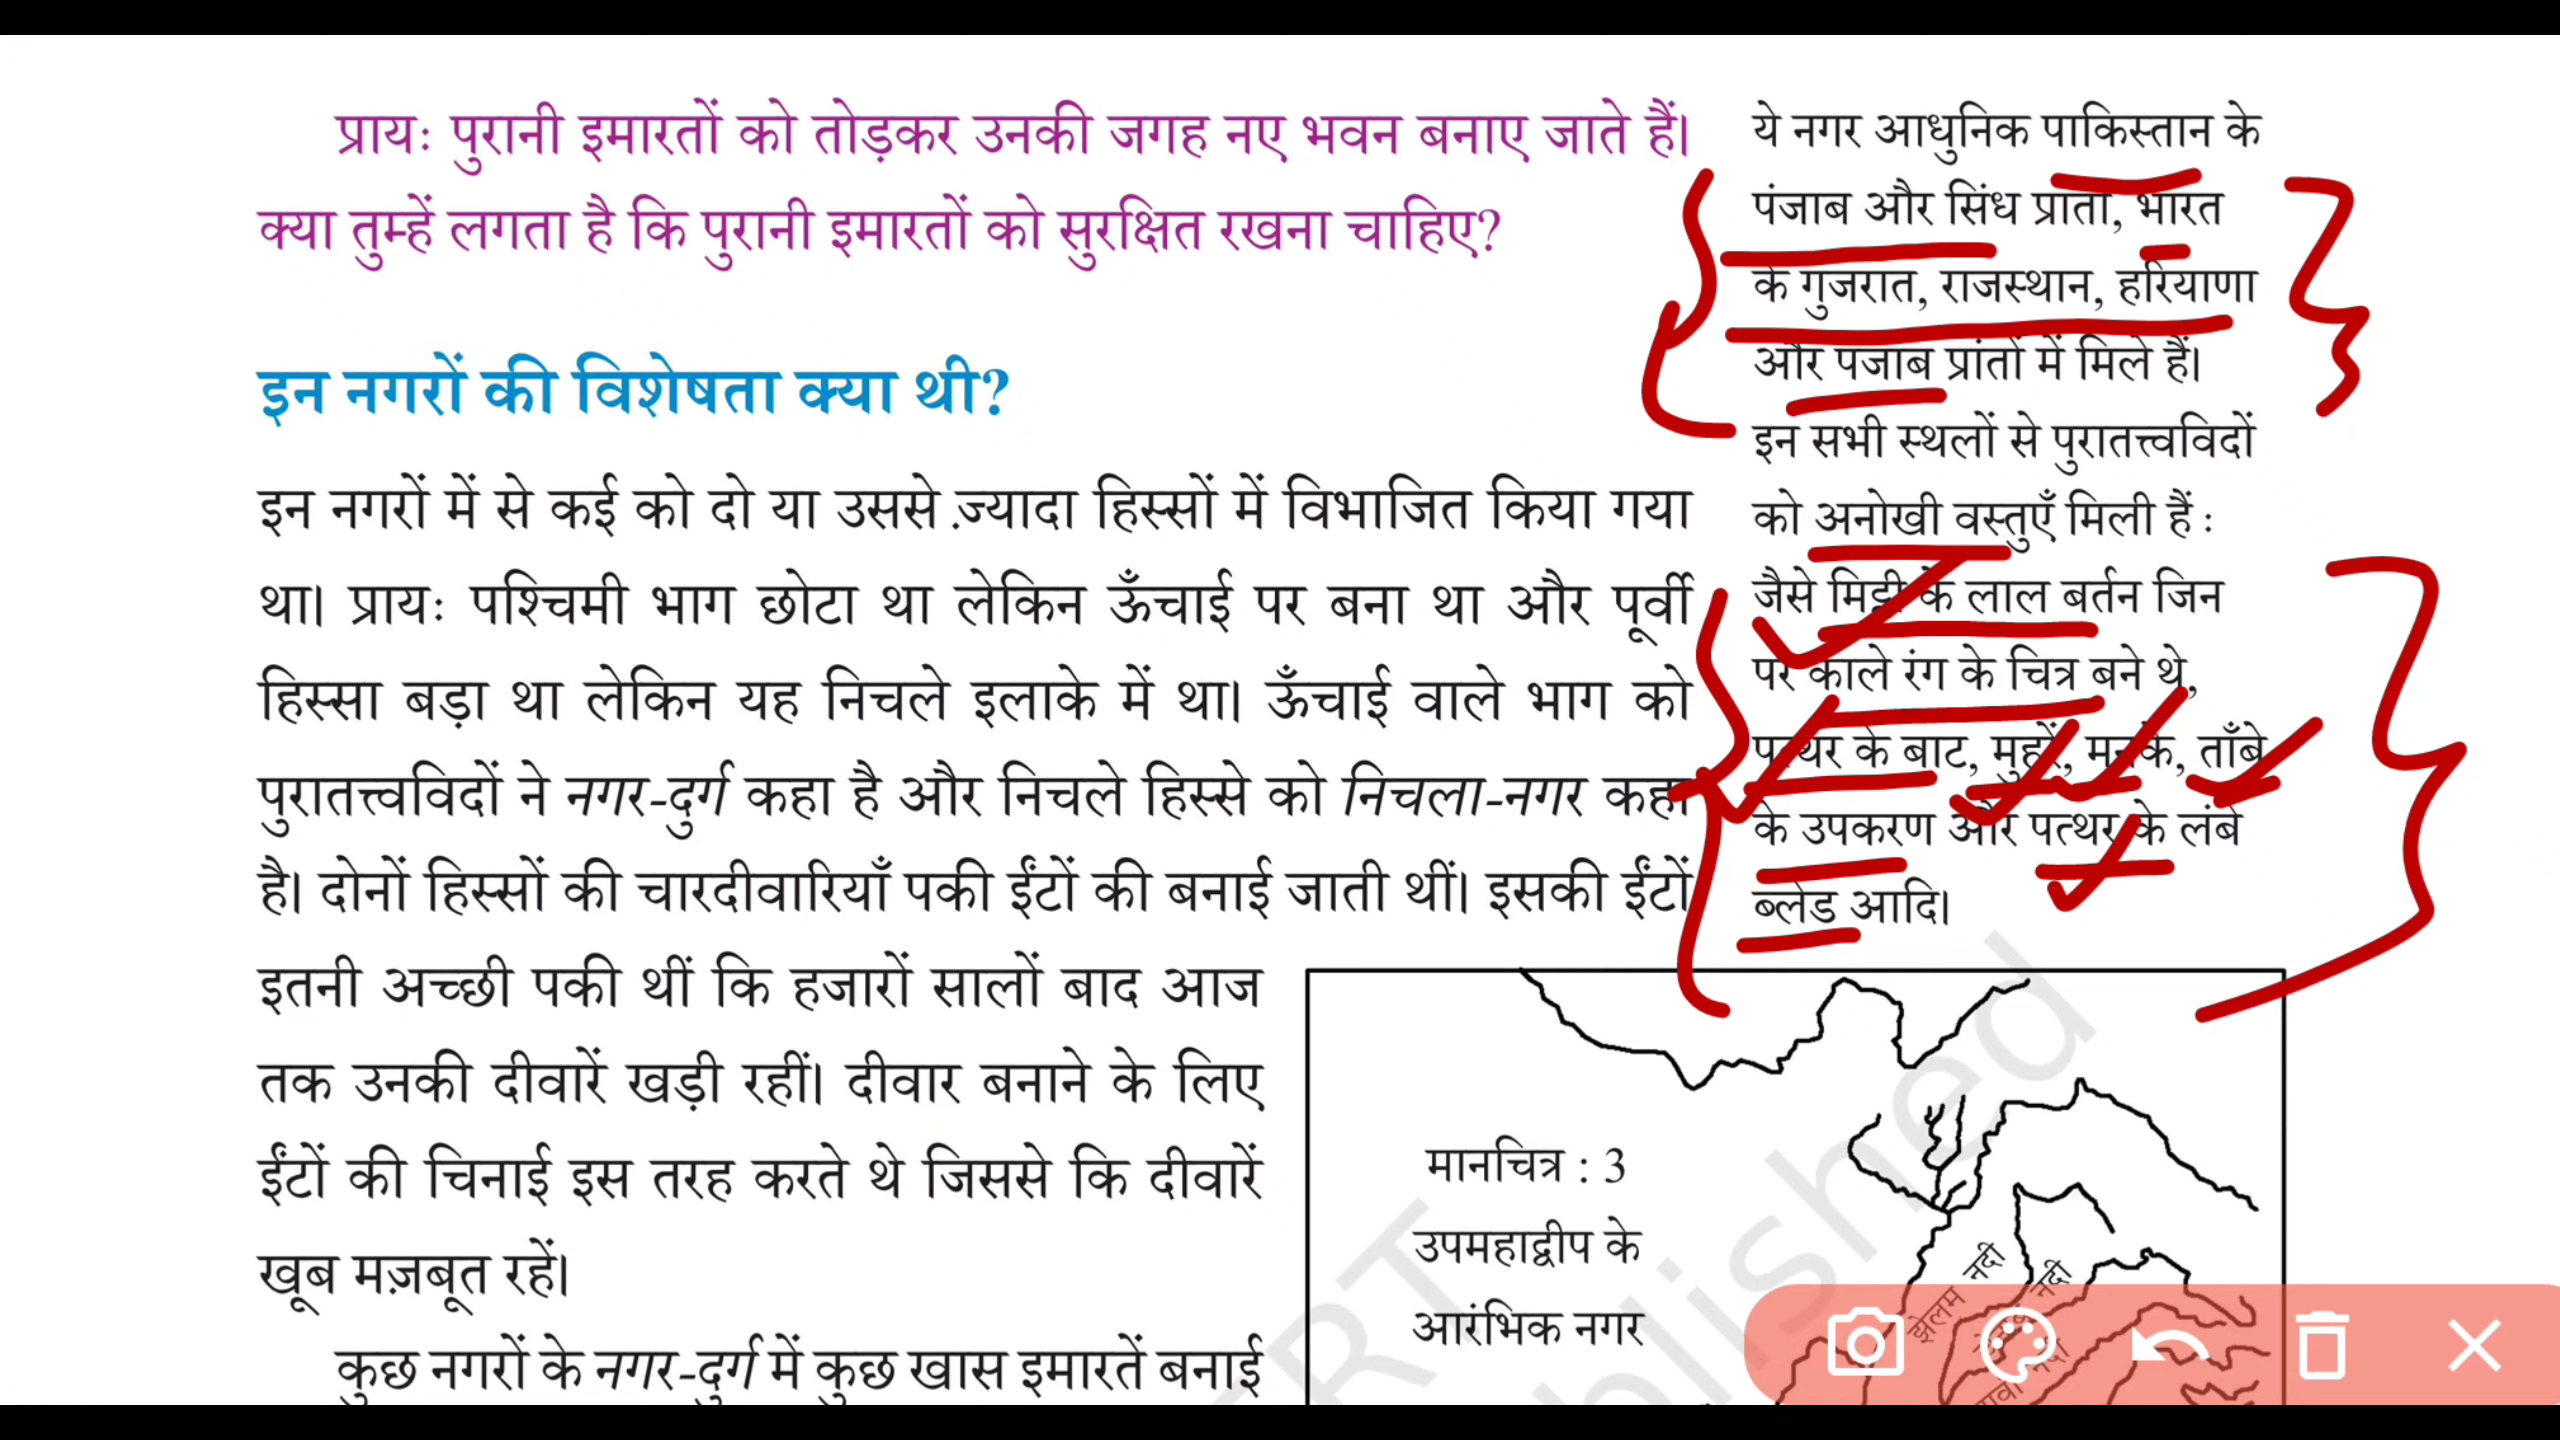 प्रायः पुरानी इमारतों को तोड़कर उनकी जगह नए भवन बनाए जाते हैं।
क्या तुम्हें लगता है कि पुरानी इमारतों को सुरक्षित रखना चाहिए?
इन नगरों की विशेषता क्या थी?
इन नगरों में से कई को दो या उससे ज़्यादा हिस्सों में विभाजित किया गया
था। प्रायः पश्चिमी भाग छोटा था लेकिन ऊँचाई पर बना था और पूर्वी
हिस्सा बड़ा था लेकिन यह निचले इलाके में था। ऊँचाई वाले भाग को
पुरातत्त्वविदों ने नगर-दुर्ग कहा है और निचले हिस्से को निचला-नगर कहा
है। दोनों हिस्सों की चारदीवारियाँ पकी ईंटों की बनाई जाती थीं। इसकी ईंटों
इतनी अच्छी पकी थीं कि हजारों सालों बाद आज
तक उनकी दीवारें खड़ी रहीं। दीवार बनाने के लिए
ईंटों की चिनाई इस तरह करते थे जिससे कि दीवारें
खूब मज़बूत रहें।
कुछ नगरों के नगर-दुर्ग में कुछ खास इमारतें बनाई
ये नगर आधुनिक पाकिस्तान के
पंजाब और सिंध प्रांतों, भारत
के गुजरात, राजस्थान, हरियाणा
और पंजाब प्रांतों में मिले हैं।
इन सभी स्थलों से पुरातत्त्वविदों
को अनोखी वस्तुएँ मिली हैं :
जैसे मिट्टी के लाल बर्तन जिन
पर काले रंग के चित्र बने थे,
पत्थर के बाट, मुहरें, मनके, ताँबे
के उपकरण और पत्थर के लंबे
ब्लेड आदि।
मानचित्र : 3
उपमहाद्वीप के
आरंभिक नगर
झेलम नदी
नदी
नदी